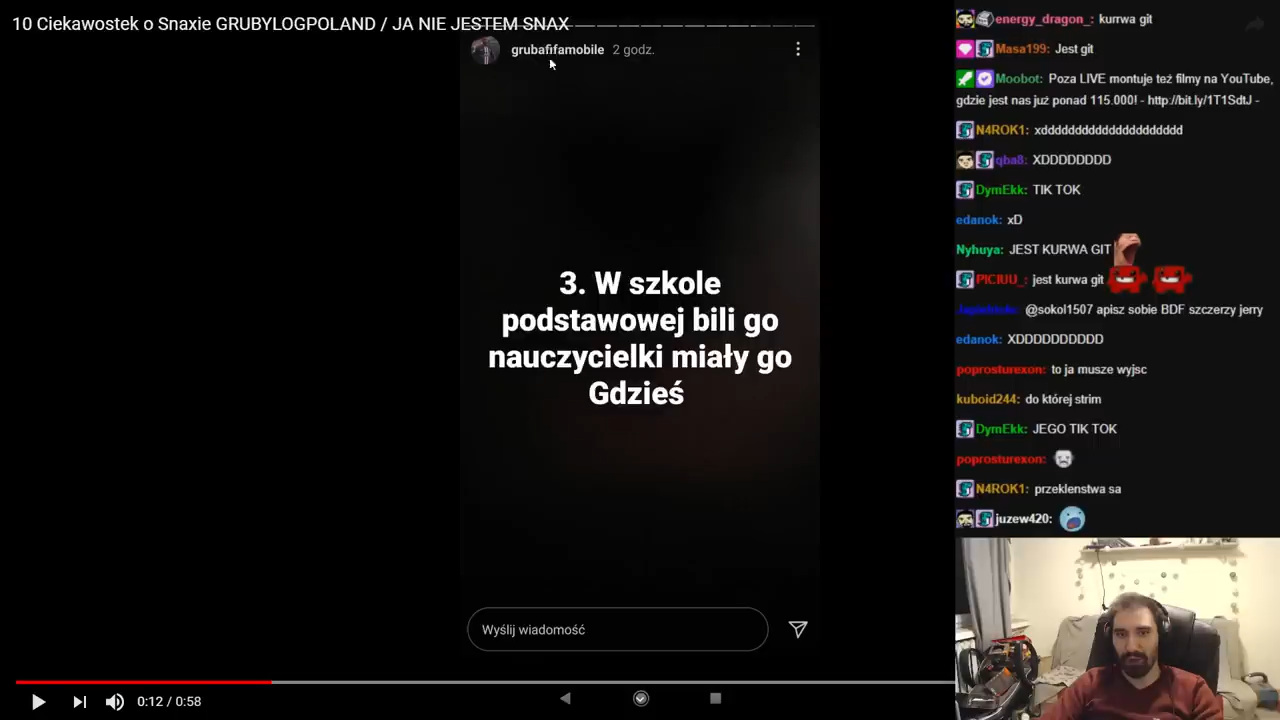 10 Ciekawostek o Snaxie GRUBYLOGPOLAND / JA NIE JESTEM SNAX
grubafifamobile 2 godz.
3. W szkole
podstawowej bili go
nauczycielki miały go
Gdzieś
Wyślij wiadomość
0:12 / 0:58
energy_dragon_: kurrwa git
Masa199: Jest git
Moobot: Poza LIVE montuje też filmy na YouTube,
gdzie jest nas już ponad 115.000! - http://bit.ly/1T1SdtJ -
N4ROK1: xdddddddddddddddddddd
qba8: XDDDDDDDD
DymEkk: TIK TOK
edanok: xD
Nyhuya: JEST KURWA GIT
PICIUU_: jest kurwa git
@sokol1507 apisz sobie BDF szczerzy jerry
edanok: XDDDDDDDDDD
poprosturexon: to ja musze wyjsc
kuboid244: do której strim
DymEkk: JEGO TIK TOK
poprosturexon:
N4ROK1: przeklenstwa sa
juzew420: